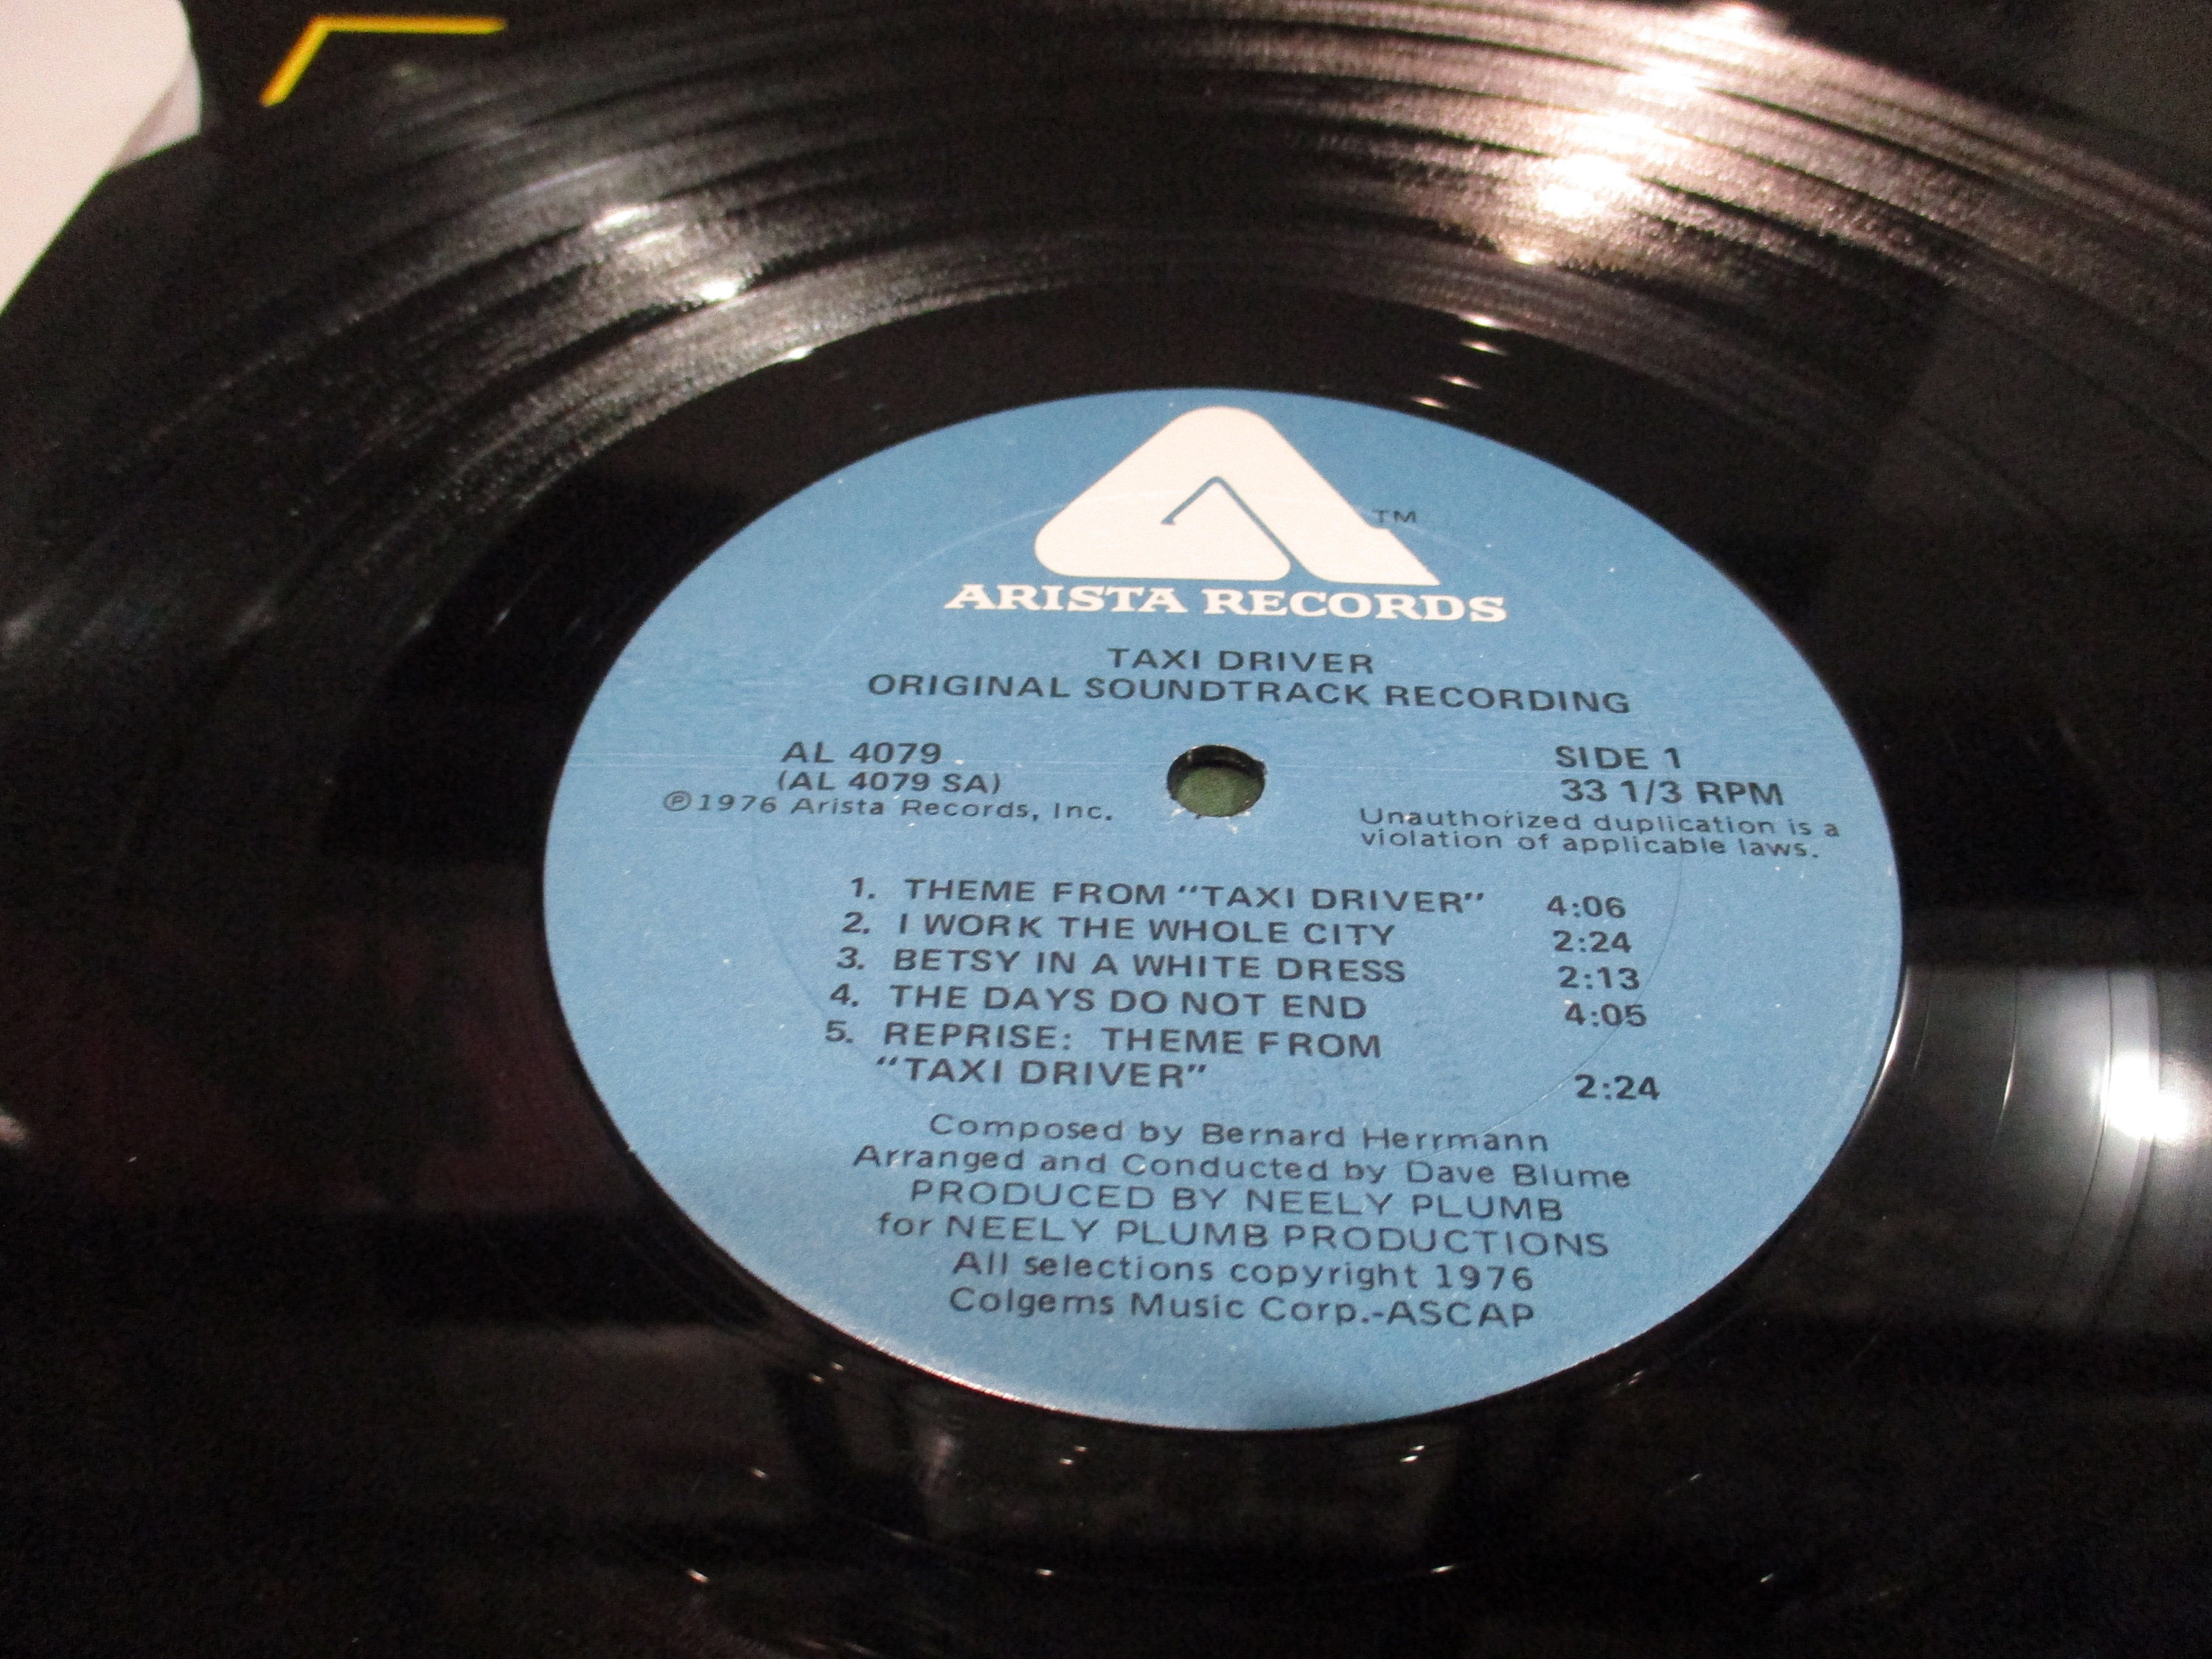 TM
ARISTA RECORDS
TAXI DRIVER
ORIGINAL SOUNDTRACK RECORDING
AL 4079
(AL 4079 SA)
℗1976 Arista Records, Inc.
SIDE 1
33 1/3 RPM
Unauthorized duplication is a
violation of applicable laws.
1. THEME FROM "TAXI DRIVER" 4:06
2. I WORK THE WHOLE CITY 2:24
3. BETSY IN A WHITE DRESS 2:13
4. THE DAYS DO NOT END 4:05
5. REPRISE: THEME FROM
"TAXI DRIVER" 2:24
Composed by Bernard Herrmann
Arranged and Conducted by Dave Blume
PRODUCED BY NEELY PLUMB
for NEELY PLUMB PRODUCTIONS
All selections copyright 1976
Colgems Music Corp.-ASCAP